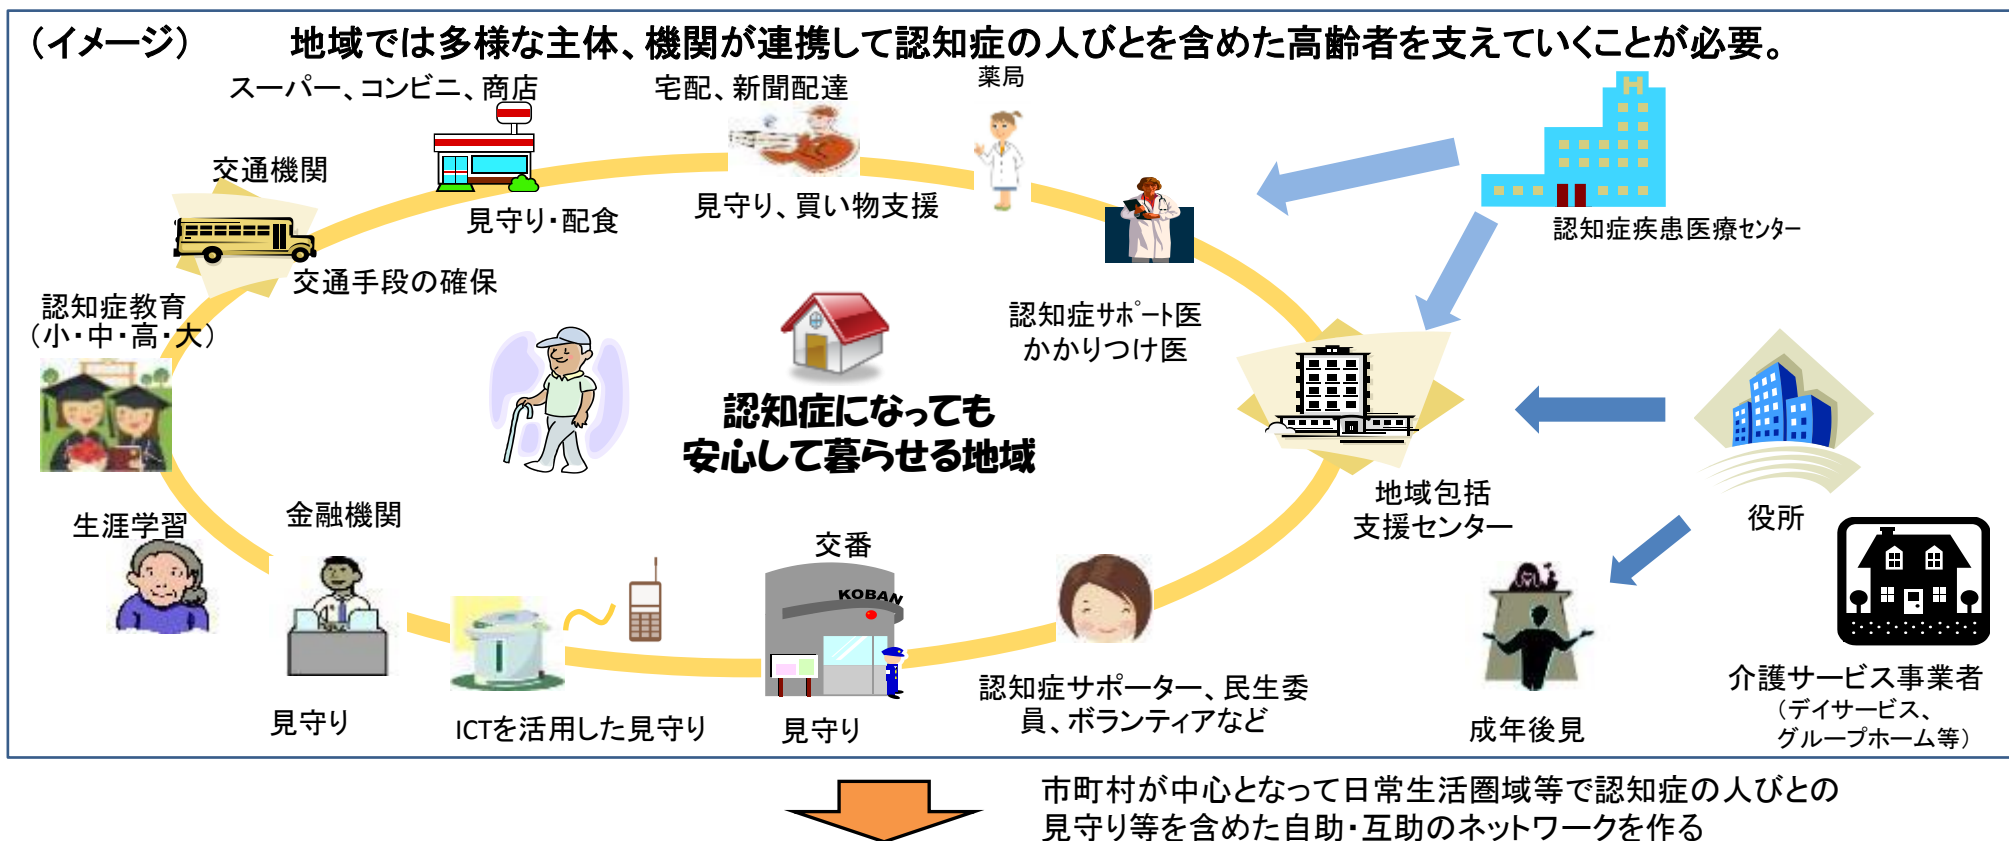 （イメージ） 地域では多様な主体、機関が連携して認知症の人びとを含めた高齢者を支えていくことが必要。
スーパー、コンビニ、商店
宅配、新聞配達
薬局
H
交通機関
見守り・配食
見守り、買い物支援
認知症疾患医療ｾﾝﾀｰ
交通手段の確保
認知症教育
（小・中・高・大）
認知症ｻﾎﾟｰﾄ医
かかりつけ医
認知症になっても
安心して暮らせる地域
地域包括
支援センター
役所
生涯学習
金融機関
交番
KOBAN
見守り
ICTを活用した見守り
見守り
認知症サポーター、民生委
員、ボランティアなど
成年後見
介護サービス事業者
（デイサービス、
グループホーム等）
市町村が中心となって日常生活圏域等で認知症の人びとの
見守り等を含めた自助・互助のネットワークを作る